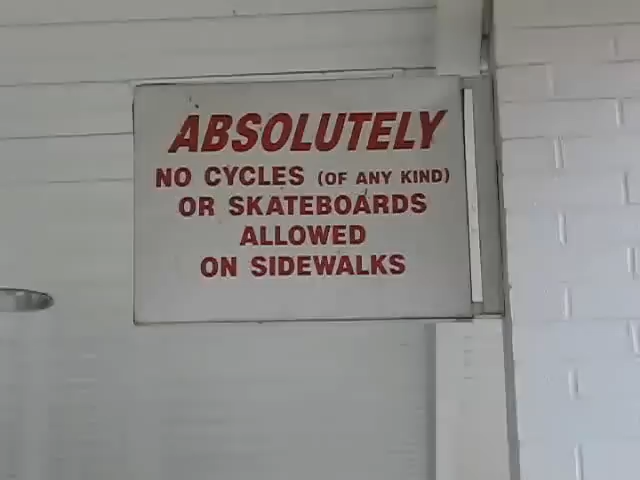 ABSOLUTELY
NO CYCLES (OF ANY KIND)
OR SKATEBOARDS
ALLOWED
ON SIDEWALKS